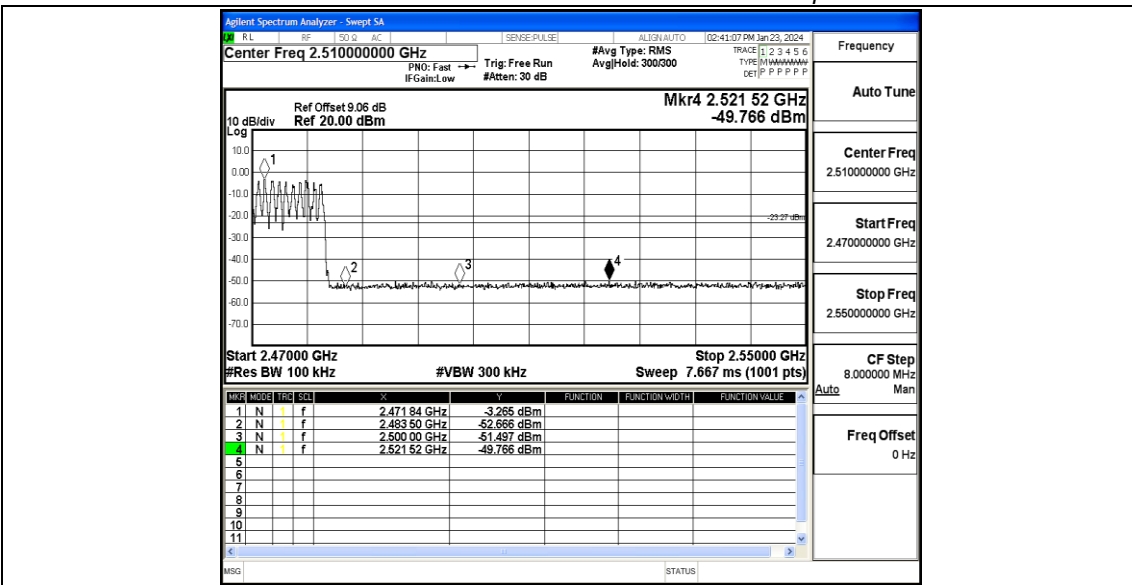 Agilent Spectrum Analyzer - Swept SA
RL RF 50 Ω AC SENSE:PULSE ALIGNAUTO 02:41:07 PM Jan 23, 2024
Center Freq 2.510000000 GHz
PNO: Fast
IFGain:Low
Trig: Free Run
#Atten: 30 dB
#Avg Type: RMS
Avg|Hold: 300/300
TRACE 1 2 3 4 5 6
TYPE M WWWWW
DET P P P P P P
Ref Offset 9.06 dB
10 dB/div Ref 20.00 dBm
Log
Mkr4 2.521 52 GHz
-49.766 dBm
10.0
0.00
-10.0
-20.0
-30.0
-40.0
-50.0
-60.0
-70.0
1
2
3
4
-23.27 dBm
Start 2.47000 GHz Stop 2.55000 GHz
#Res BW 100 kHz #VBW 300 kHz Sweep 7.667 ms (1001 pts)
MKR MODE TRC SCL X Y FUNCTION FUNCTION WIDTH FUNCTION VALUE
1 N 1 f 2.471 84 GHz -3.265 dBm
2 N 1 f 2.483 50 GHz -52.666 dBm
3 N 1 f 2.500 00 GHz -51.497 dBm
4 N 1 f 2.521 52 GHz -49.766 dBm
5
6
7
8
9
10
11
MSG STATUS
Frequency
Auto Tune
Center Freq
2.510000000 GHz
Start Freq
2.470000000 GHz
Stop Freq
2.550000000 GHz
CF Step
8.000000 MHz
Auto Man
Freq Offset
0 Hz